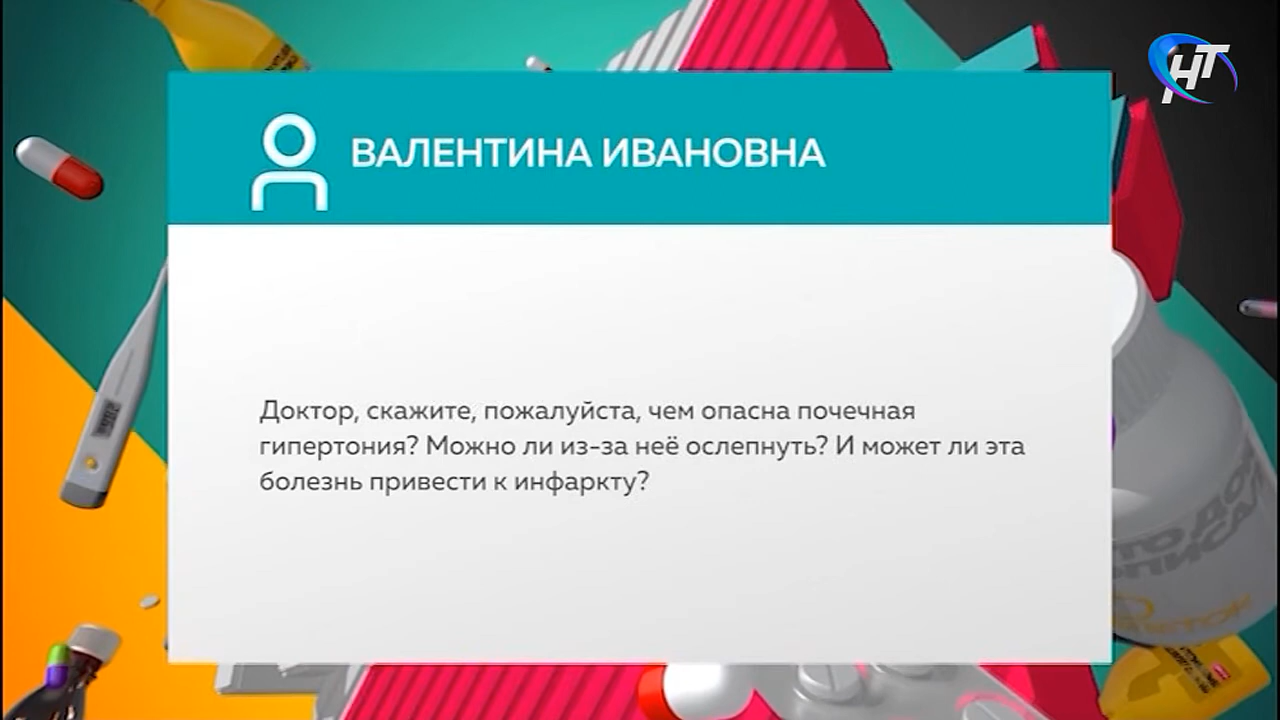 НТ
ВАЛЕНТИНА ИВАНОВНА
Доктор, скажите, пожалуйста, чем опасна почечная
гипертония? Можно ли из-за неё ослепнуть? И может ли эта
болезнь привести к инфаркту?